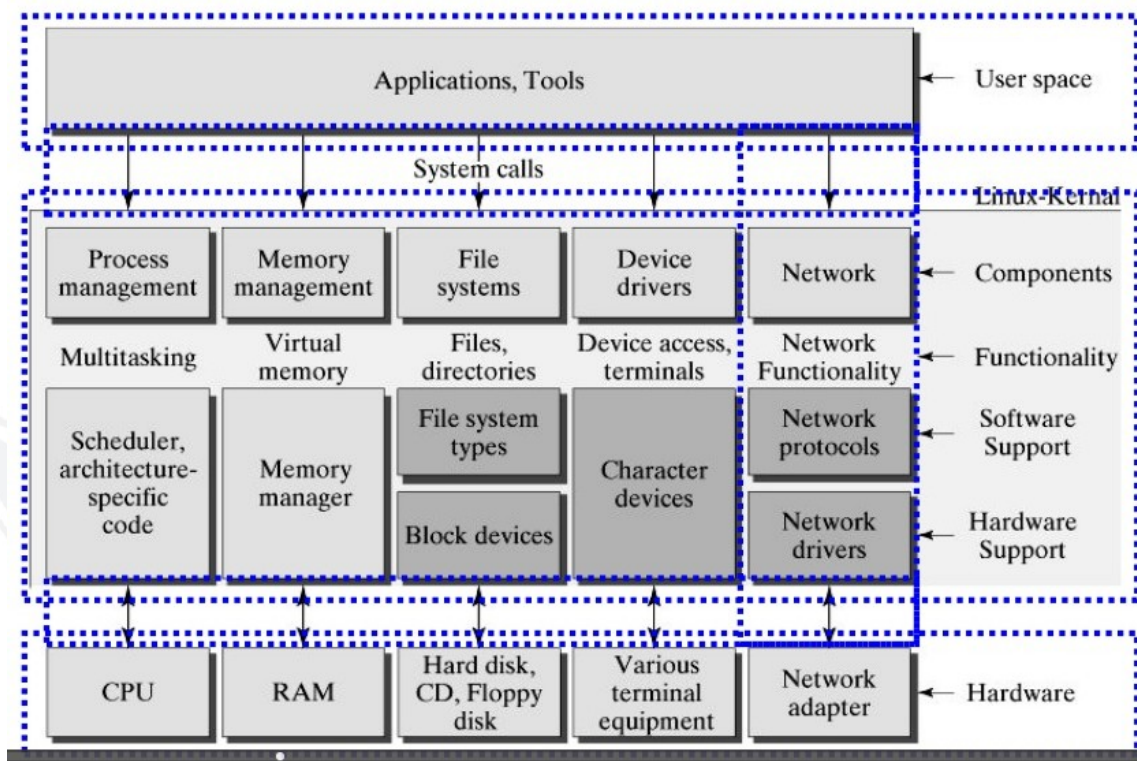 Applications, Tools
User space
System calls
Linux-Kernel
Process
management
Memory
management
File
systems
Device
drivers
Network
Components
Multitasking
Virtual
memory
Files,
directories
Device access,
terminals
Network
Functionality
Functionality
Scheduler,
architecture-
specific
code
Memory
manager
File system
types
Block devices
Character
devices
Network
protocols
Network
drivers
Software
Support
Hardware
Support
CPU
RAM
Hard disk,
CD, Floppy
disk
Various
terminal
equipment
Network
adapter
Hardware